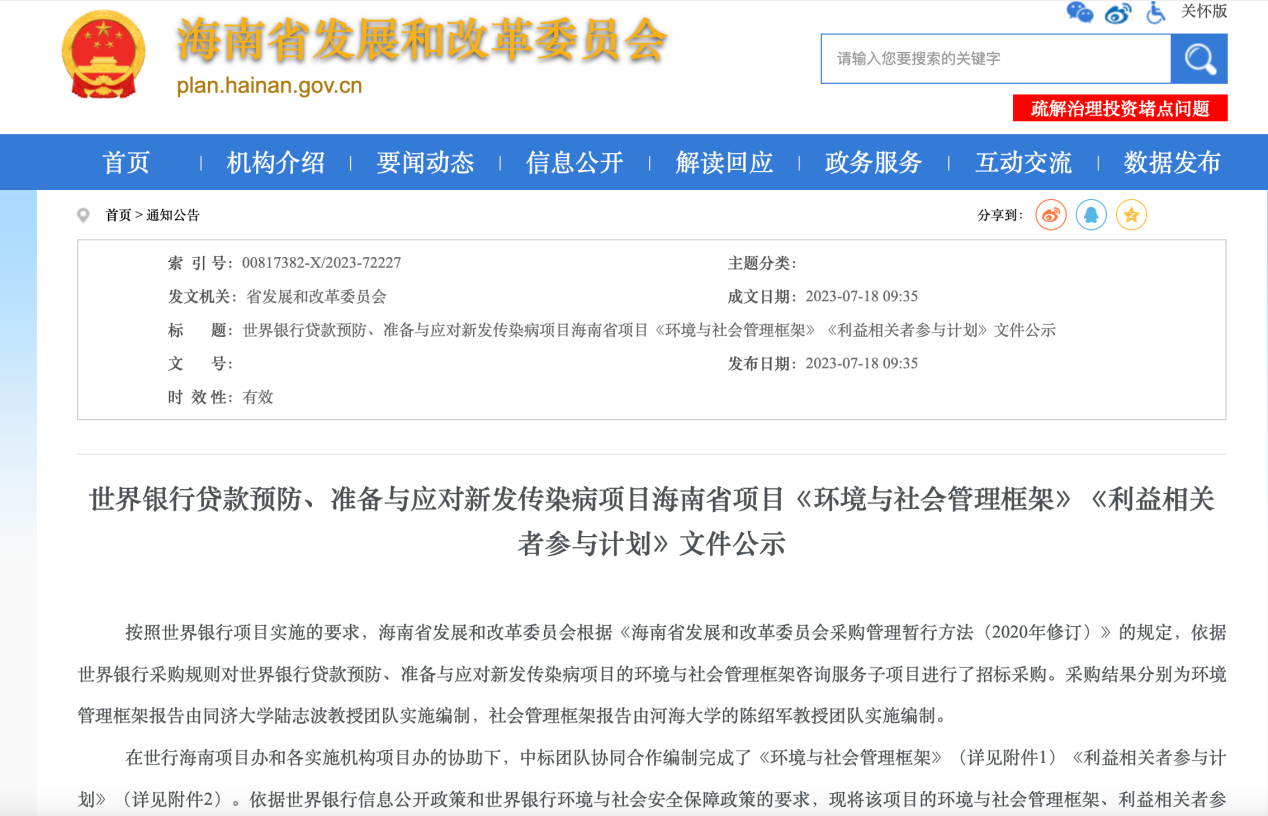 海南省发展和改革委员会
plan.hainan.gov.cn
关怀版
请输入您要搜索的关键字
疏解治理投资堵点问题
首页 | 机构介绍 | 要闻动态 | 信息公开 | 解读回应 | 政务服务 | 互动交流 | 数据发布
首页 > 通知公告
分享到：
索 引 号：00817382-X/2023-72227
主题分类：
发文机关：省发展和改革委员会
成文日期：2023-07-18 09:35
标 题：世界银行贷款预防、准备与应对新发传染病项目海南省项目《环境与社会管理框架》《利益相关者参与计划》文件公示
文 号：
发布日期：2023-07-18 09:35
时 效 性：有效
世界银行贷款预防、准备与应对新发传染病项目海南省项目《环境与社会管理框架》《利益相关
者参与计划》文件公示
按照世界银行项目实施的要求，海南省发展和改革委员会根据《海南省发展和改革委员会采购管理暂行方法（2020年修订）》的规定，依据
世界银行采购规则对世界银行贷款预防、准备与应对新发传染病项目的环境与社会管理框架咨询服务子项目进行了招标采购。采购结果分别为环境
管理框架报告由同济大学陆志波教授团队实施编制，社会管理框架报告由河海大学的陈绍军教授团队实施编制。
在世行海南项目办和各实施机构项目办的协助下，中标团队协同合作编制完成了《环境与社会管理框架》（详见附件1）《利益相关者参与计
划》（详见附件2）。依据世界银行信息公开政策和世界银行环境与社会安全保障政策的要求，现将该项目的环境与社会管理框架、利益相关者参